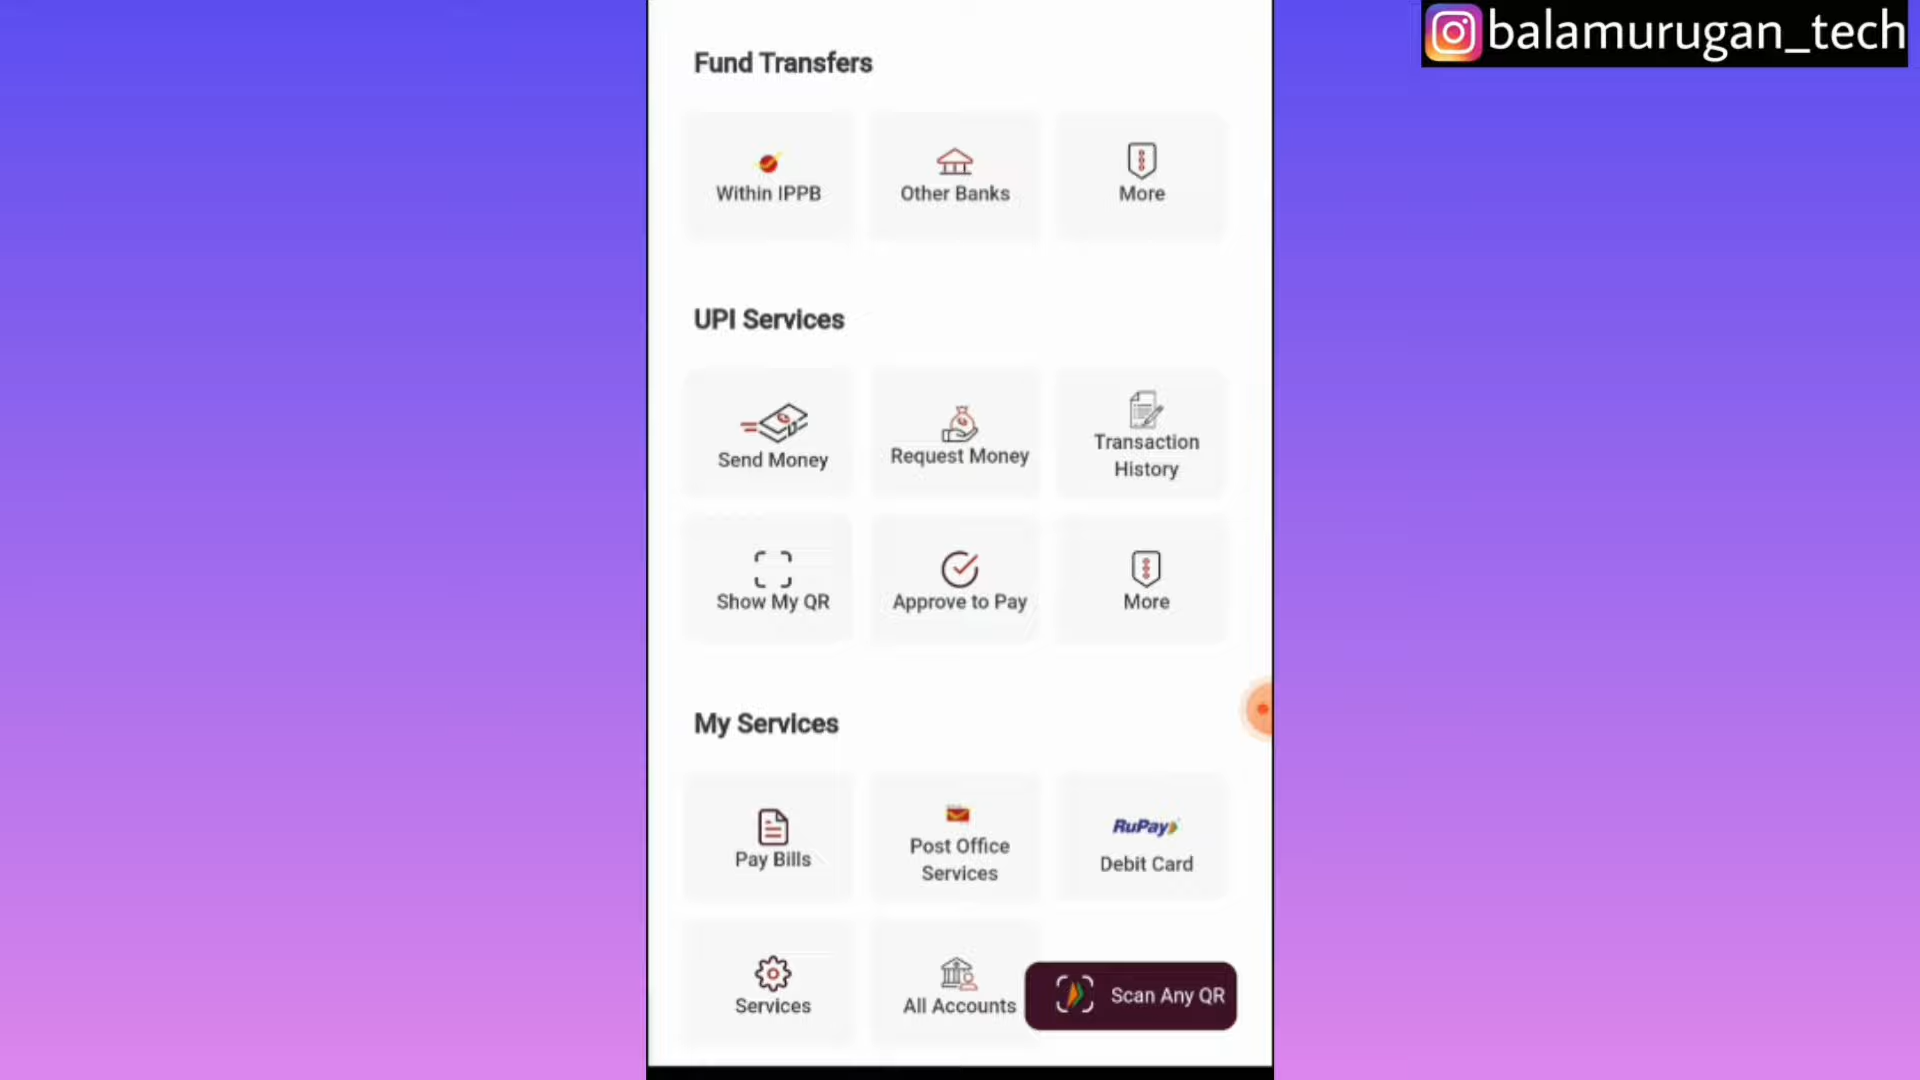 balamurugan_tech
Fund Transfers
Within IPPB
Other Banks
More
UPI Services
Send Money
Request Money
Transaction
History
Show My QR
Approve to Pay
More
My Services
Pay Bills
Post Office
Services
RuPay
Debit Card
Services
All Accounts
Scan Any QR